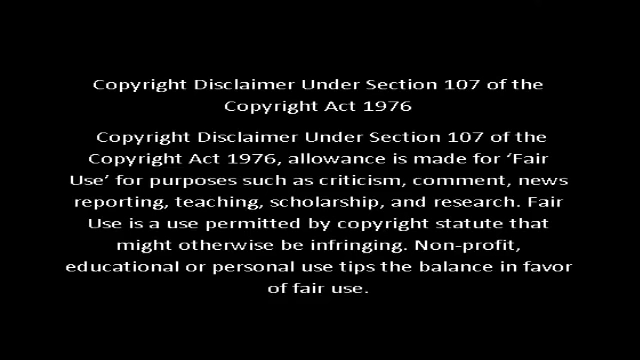 Copyright Disclaimer Under Section 107 of the
Copyright Act 1976
Copyright Disclaimer Under Section 107 of the
Copyright Act 1976, allowance is made for ‘Fair
Use’ for purposes such as criticism, comment, news
reporting, teaching, scholarship, and research. Fair
Use is a use permitted by copyright statute that
might otherwise be infringing. Non-profit,
educational or personal use tips the balance in favor
of fair use.